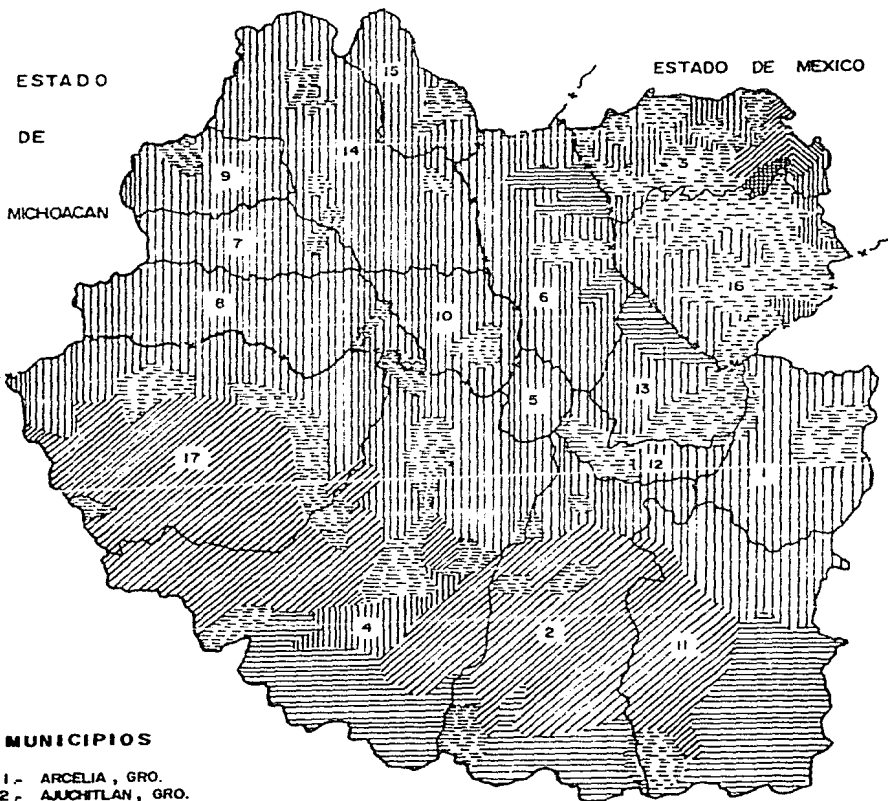 ESTADO
DE
MICHOACAN
ESTADO DE MEXICO
15
3
14
9
7
16
8
10
6
13
5
17
12
1
4
2
11
MUNICIPIOS
1.- ARCELIA, GRO.
2.- AJUCHITLAN, GRO.